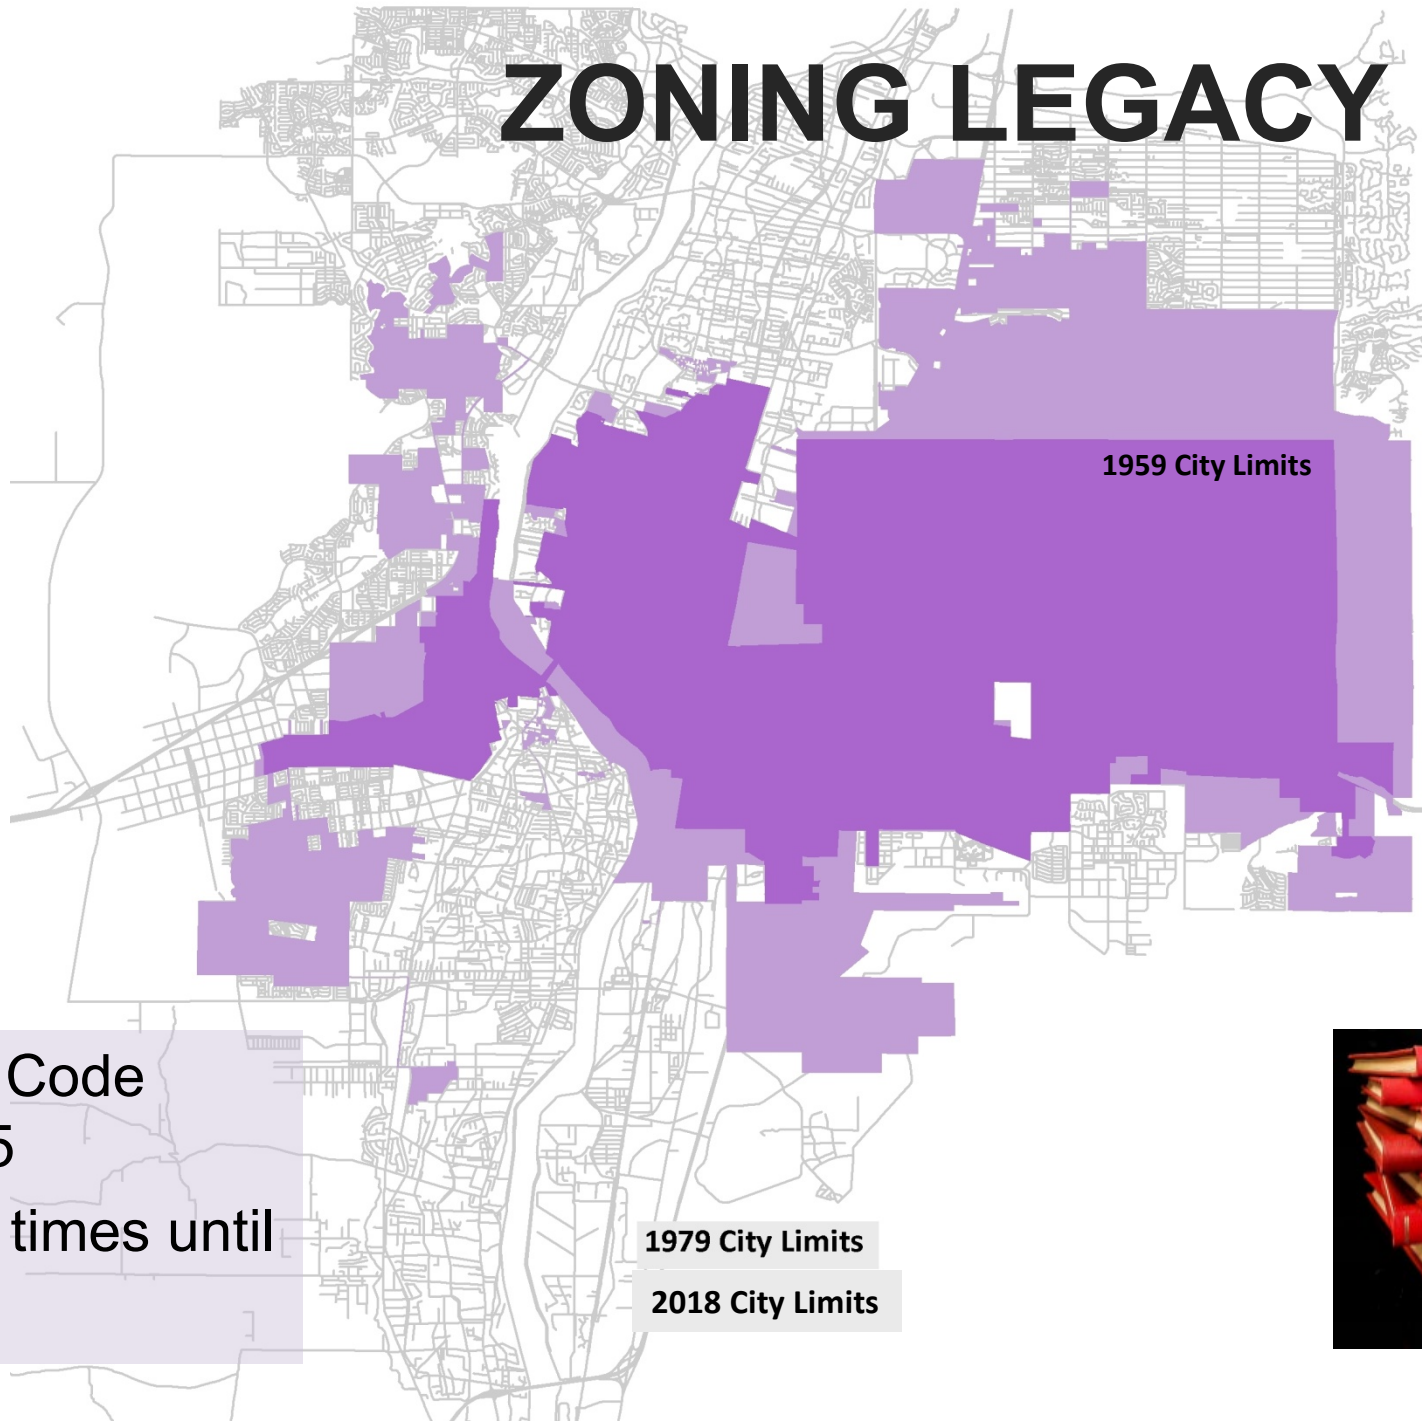 ZONING LEGACY
1959 City Limits
Code
5
times until
1979 City Limits
2018 City Limits